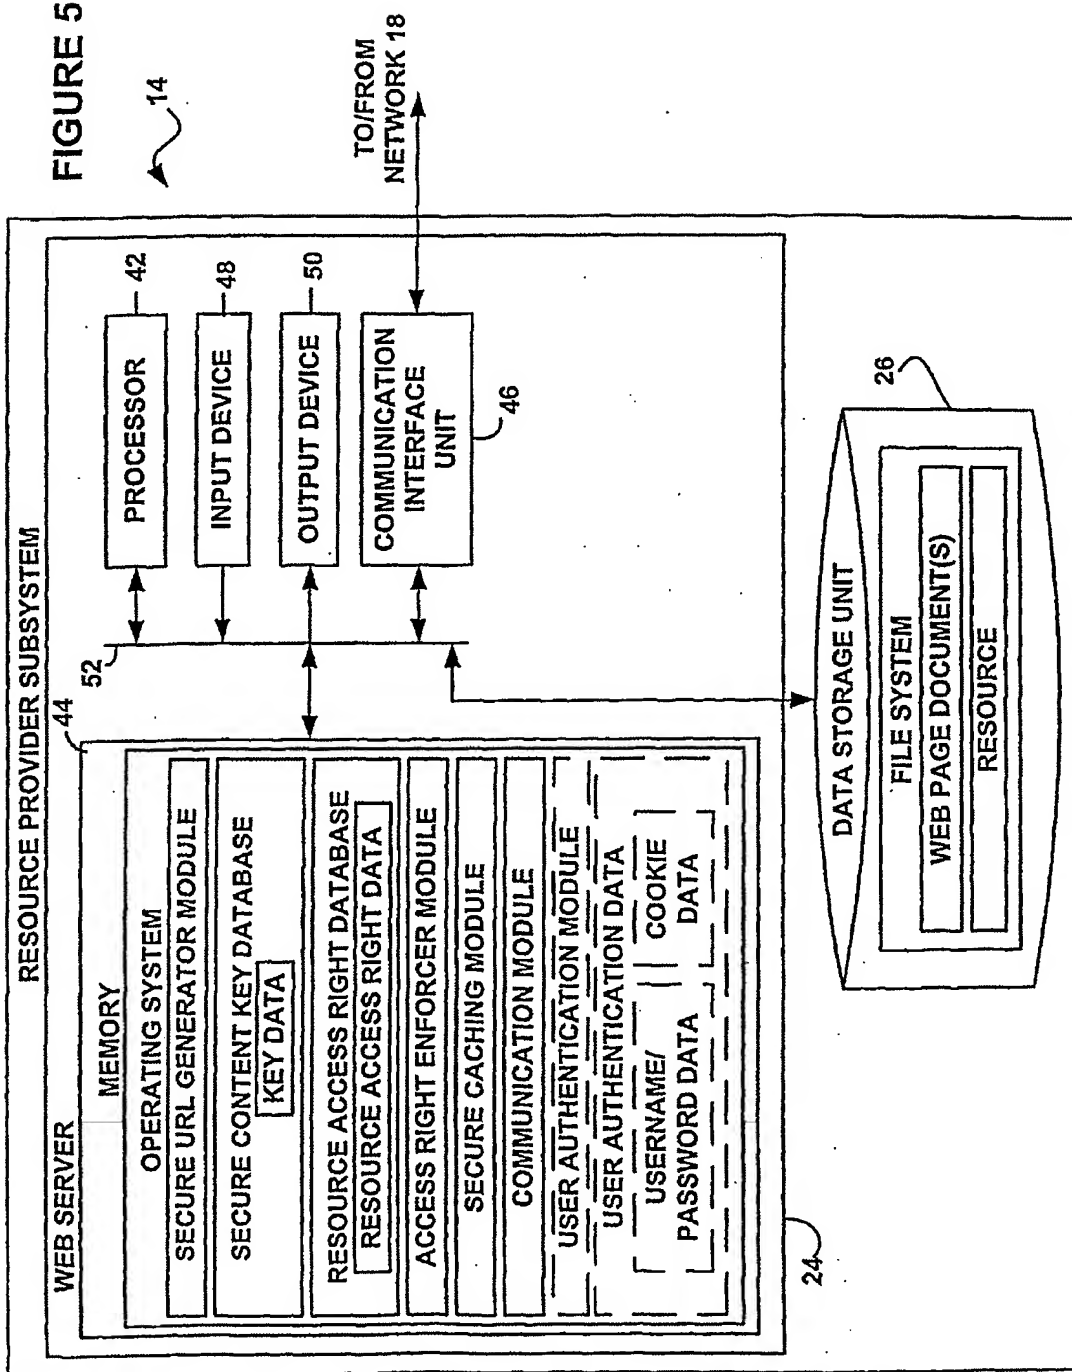 FIGURE 5
14
RESOURCE PROVIDER SUBSYSTEM
WEB SERVER
44
MEMORY
OPERATING SYSTEM
SECURE URL GENERATOR MODULE
SECURE CONTENT KEY DATABASE
KEY DATA
RESOURCE ACCESS RIGHT DATABASE
RESOURCE ACCESS RIGHT DATA
ACCESS RIGHT ENFORCER MODULE
SECURE CACHING MODULE
COMMUNICATION MODULE
USER AUTHENTICATION MODULE
USER AUTHENTICATION DATA
USERNAME/
PASSWORD DATA
COOKIE
DATA
24
52
PROCESSOR
42
INPUT DEVICE
48
OUTPUT DEVICE
50
COMMUNICATION
INTERFACE
UNIT
46
TO/FROM
NETWORK 18
DATA STORAGE UNIT
26
FILE SYSTEM
WEB PAGE DOCUMENT(S)
RESOURCE